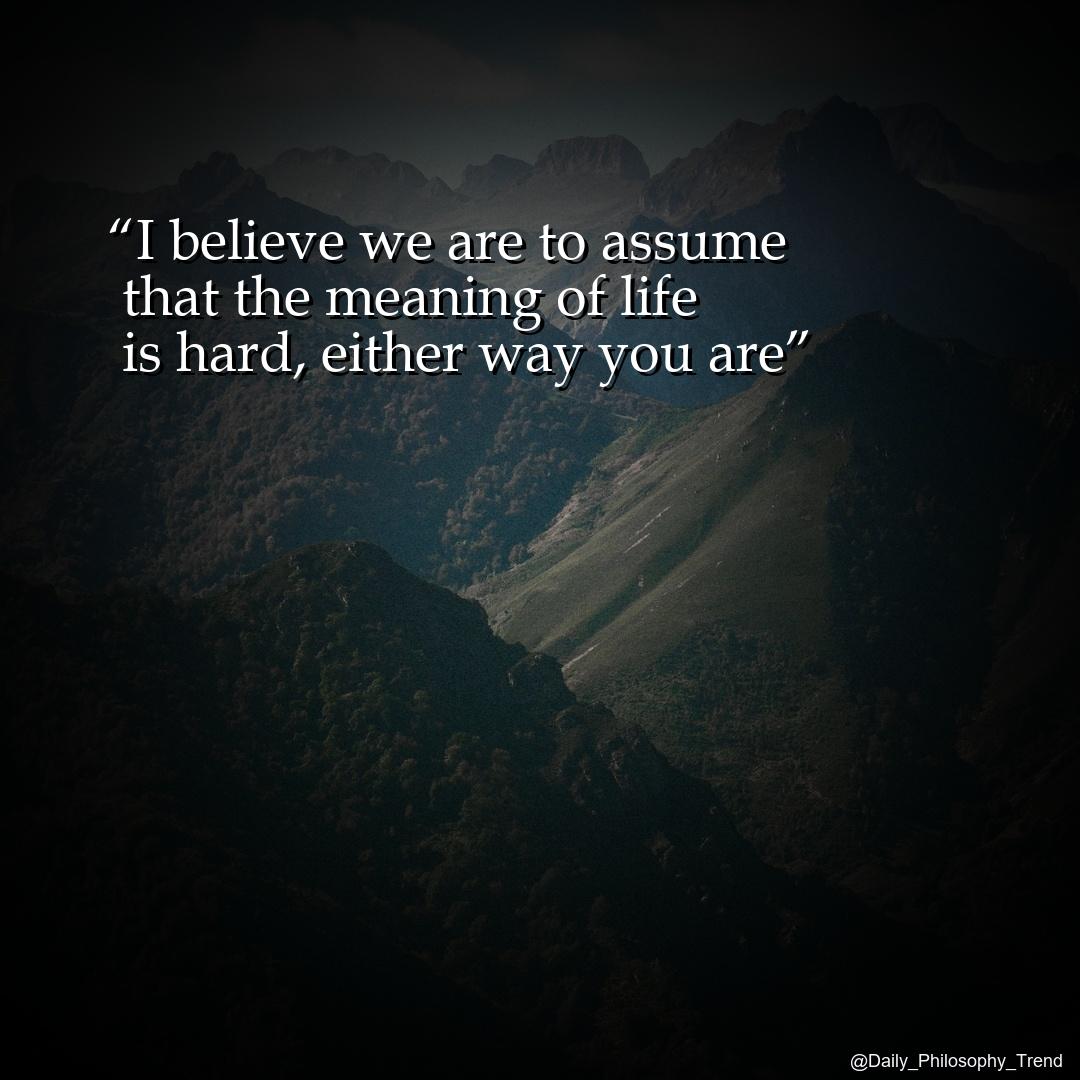 “I believe we are to assume
that the meaning of life
is hard, either way you are”
@Daily_Philosophy_Trend